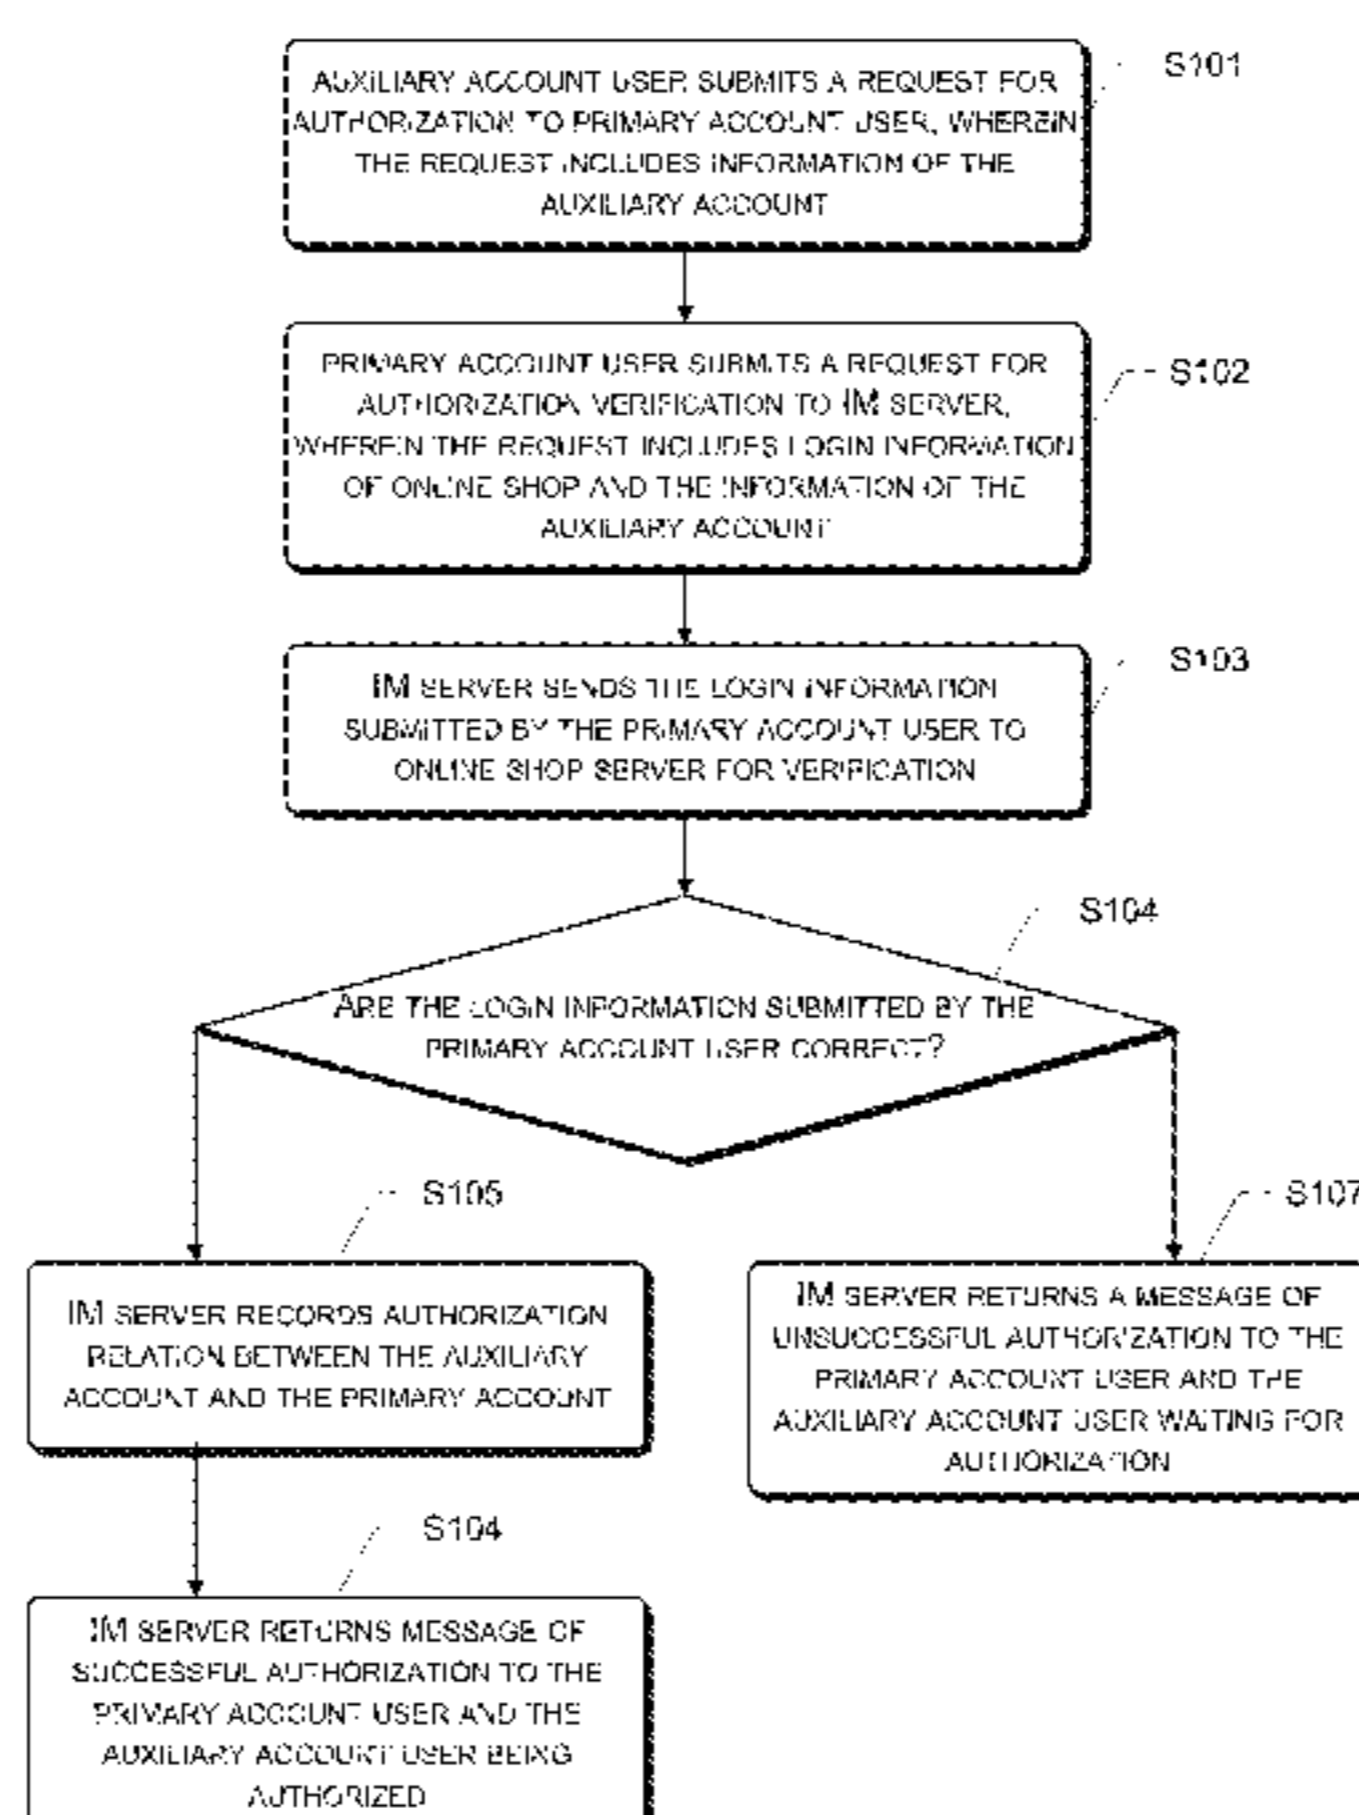 S101
AUXILIARY ACCOUNT USER SUBMITS A REQUEST FOR
AUTHORIZATION TO PRIMARY ACCOUNT USER, WHEREIN
THE REQUEST INCLUDES INFORMATION OF THE
AUXILIARY ACCOUNT
S102
PRIMARY ACCOUNT USER SUBMITS A REQUEST FOR
AUTHORIZATION VERIFICATION TO IM SERVER,
WHEREIN THE REQUEST INCLUDES LOGIN INFORMATION
OF ONLINE SHOP AND THE INFORMATION OF THE
AUXILIARY ACCOUNT
S103
IM SERVER SENDS THE LOGIN INFORMATION
SUBMITTED BY THE PRIMARY ACCOUNT USER TO
ONLINE SHOP SERVER FOR VERIFICATION
S104
ARE THE LOGIN INFORMATION SUBMITTED BY THE
PRIMARY ACCOUNT USER CORRECT?
S105
IM SERVER RECORDS AUTHORIZATION
RELATION BETWEEN THE AUXILIARY
ACCOUNT AND THE PRIMARY ACCOUNT
S107
IM SERVER RETURNS A MESSAGE OF
UNSUCCESSFUL AUTHORIZATION TO THE
PRIMARY ACCOUNT USER AND THE
AUXILIARY ACCOUNT USER WAITING FOR
AUTHORIZATION
S104
IM SERVER RETURNS MESSAGE OF
SUCCESSFUL AUTHORIZATION TO THE
PRIMARY ACCOUNT USER AND THE
AUXILIARY ACCOUNT USER BEING
AUTHORIZED